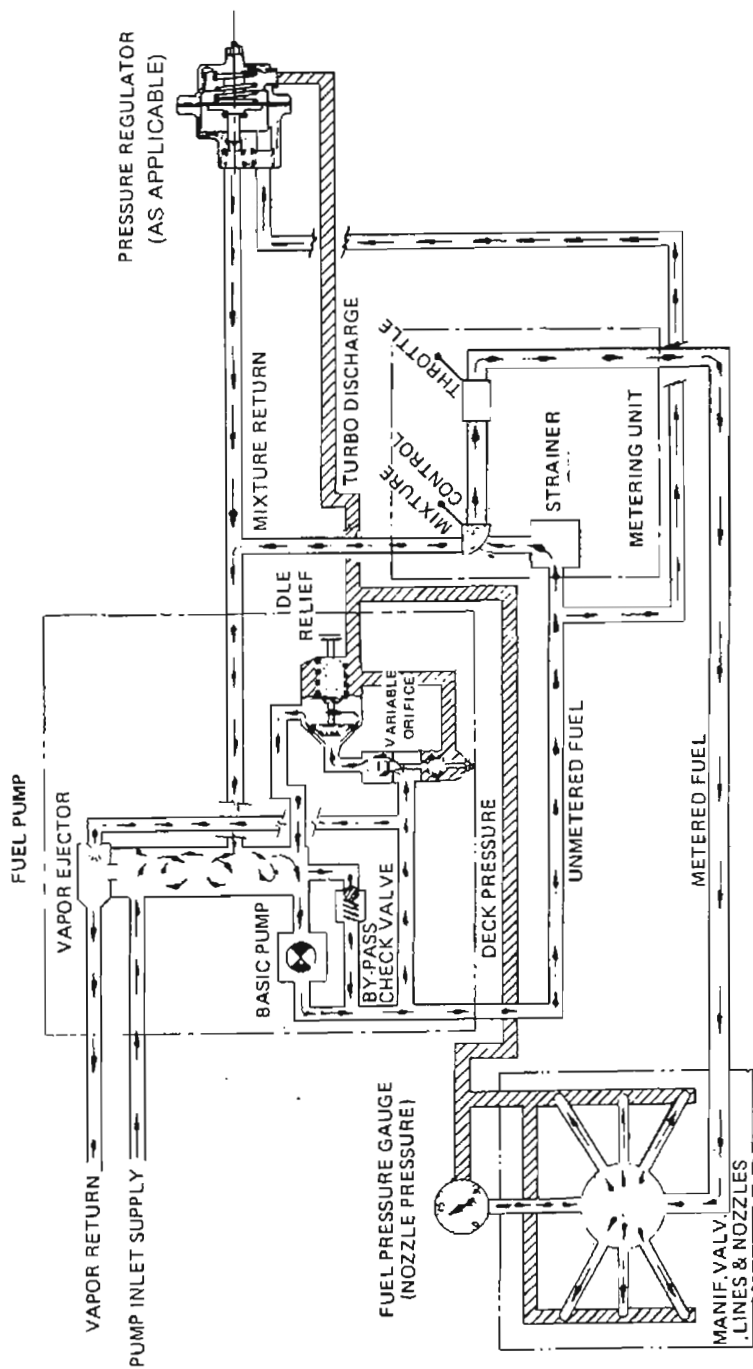 FUEL PUMP
VAPOR EJECTOR
VAPOR RETURN
PUMP INLET SUPPLY
BASIC PUMP
BY-PASS
CHECK VALVE
IDLE
RELIEF
VARIABLE
ORIFICE
MIXTURE RETURN
PRESSURE REGULATOR
(AS APPLICABLE)
TURBO DISCHARGE
DECK PRESSURE
MIXTURE
CONTROL
THROTTLE
STRAINER
METERING UNIT
UNMETERED FUEL
METERED FUEL
FUEL PRESSURE GAUGE
(NOZZLE PRESSURE)
MANIF. VALV.
LINES & NOZZLES